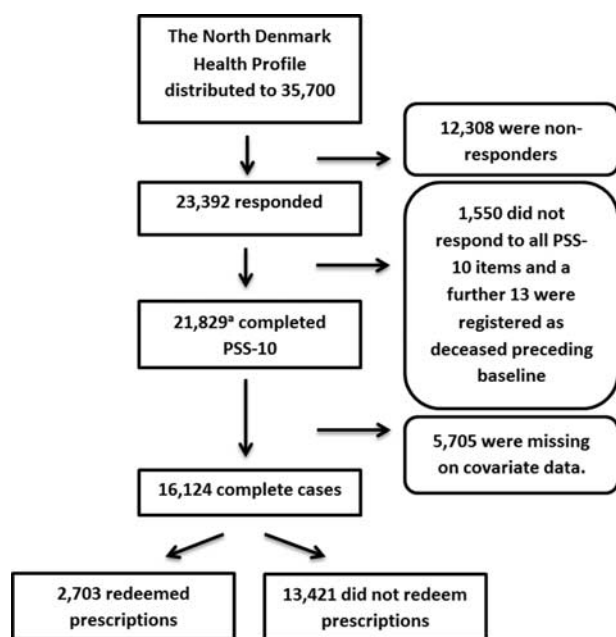 The North Denmark
Health Profile
distributed to 35,700
12,308 were non-
responders
23,392 responded
1,550 did not
respond to all PSS-
10 items and a
further 13 were
registered as
deceased preceding
baseline
21,829ª completed
PSS-10
5,705 were missing
on covariate data.
16,124 complete cases
2,703 redeemed
prescriptions
13,421 did not redeem
prescriptions